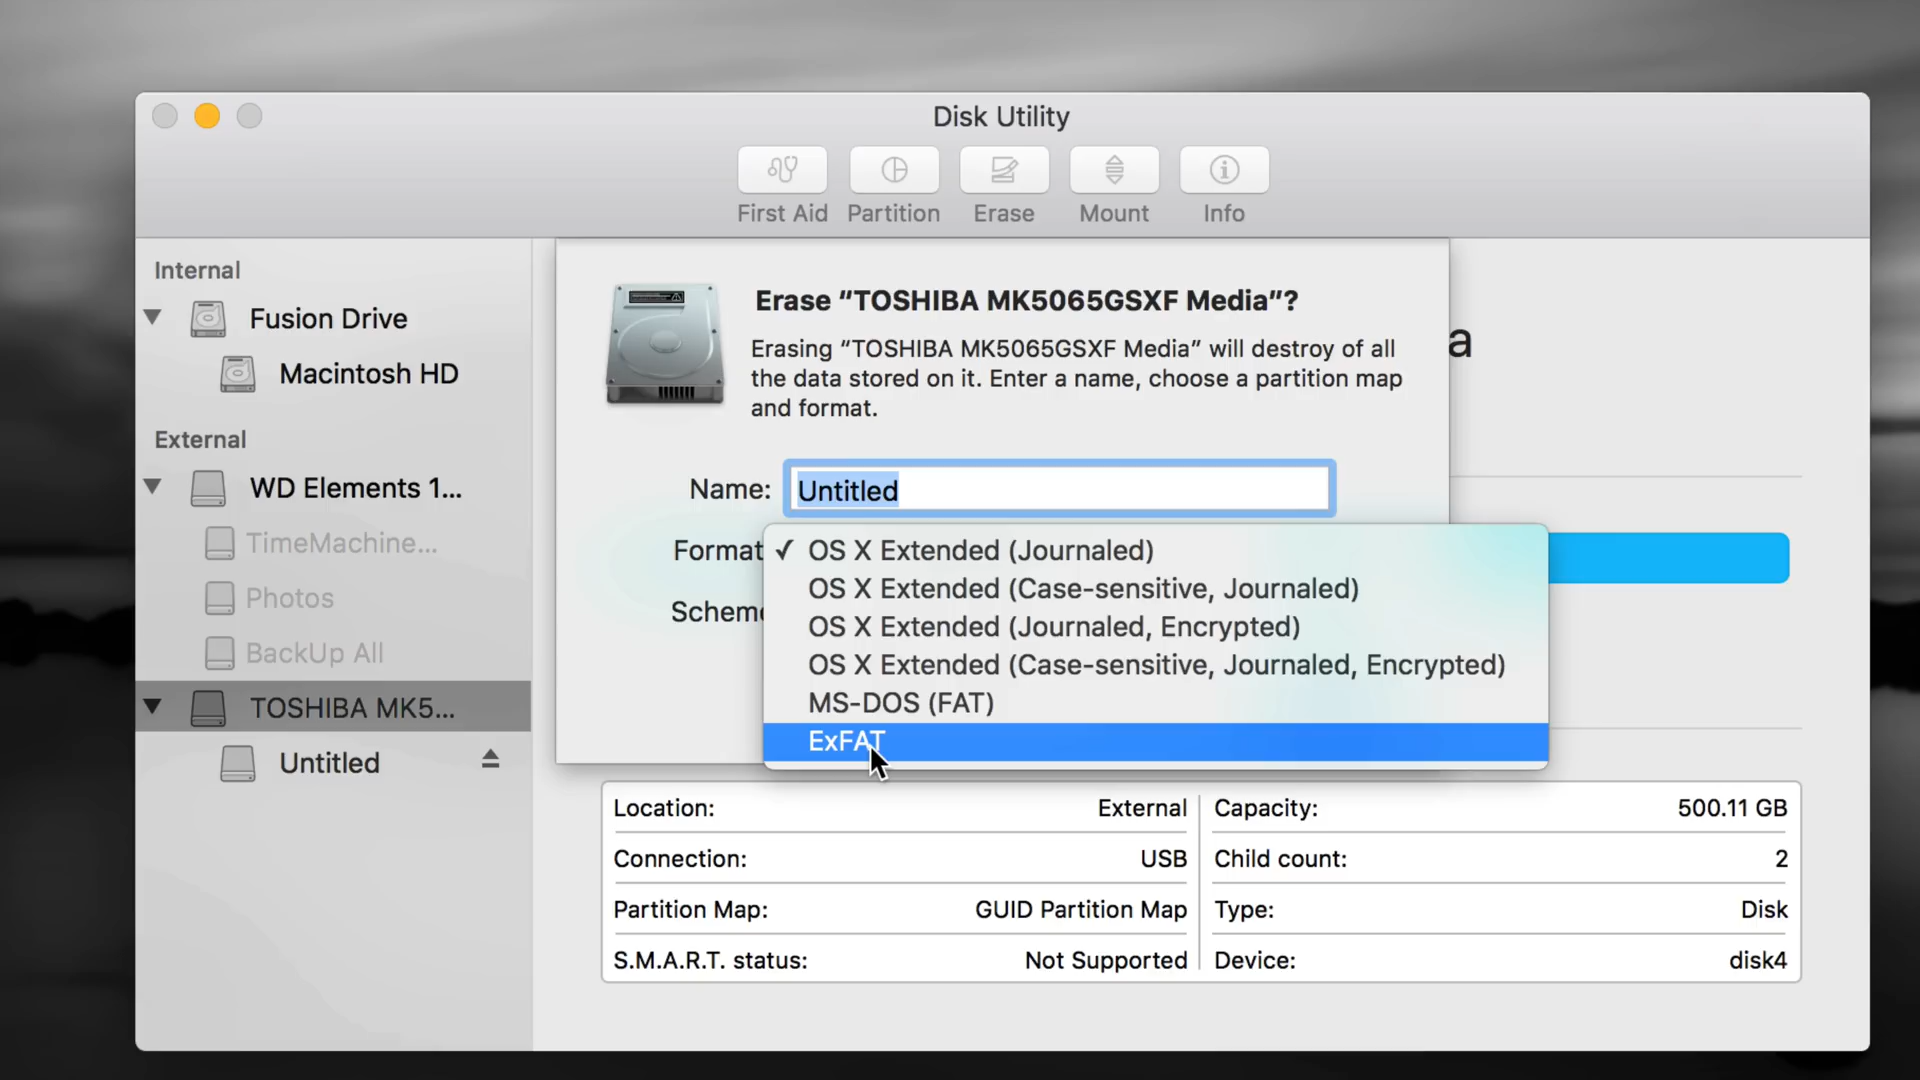 Disk Utility
First Aid
Partition
Erase
Mount
Info
Internal
Fusion Drive
Macintosh HD
External
WD Elements 1...
TimeMachine...
Photos
BackUp All
TOSHIBA MK5...
Untitled
Erase “TOSHIBA MK5065GSXF Media”?
Erasing “TOSHIBA MK5065GSXF Media” will destroy of all
the data stored on it. Enter a name, choose a partition map
and format.
a
Name: Untitled
Format
✓ OS X Extended (Journaled)
OS X Extended (Case-sensitive, Journaled)
OS X Extended (Journaled, Encrypted)
OS X Extended (Case-sensitive, Journaled, Encrypted)
MS-DOS (FAT)
ExFAT
Scheme
Location: External
Connection: USB
Partition Map: GUID Partition Map
S.M.A.R.T. status: Not Supported
Capacity: 500.11 GB
Child count: 2
Type: Disk
Device: disk4